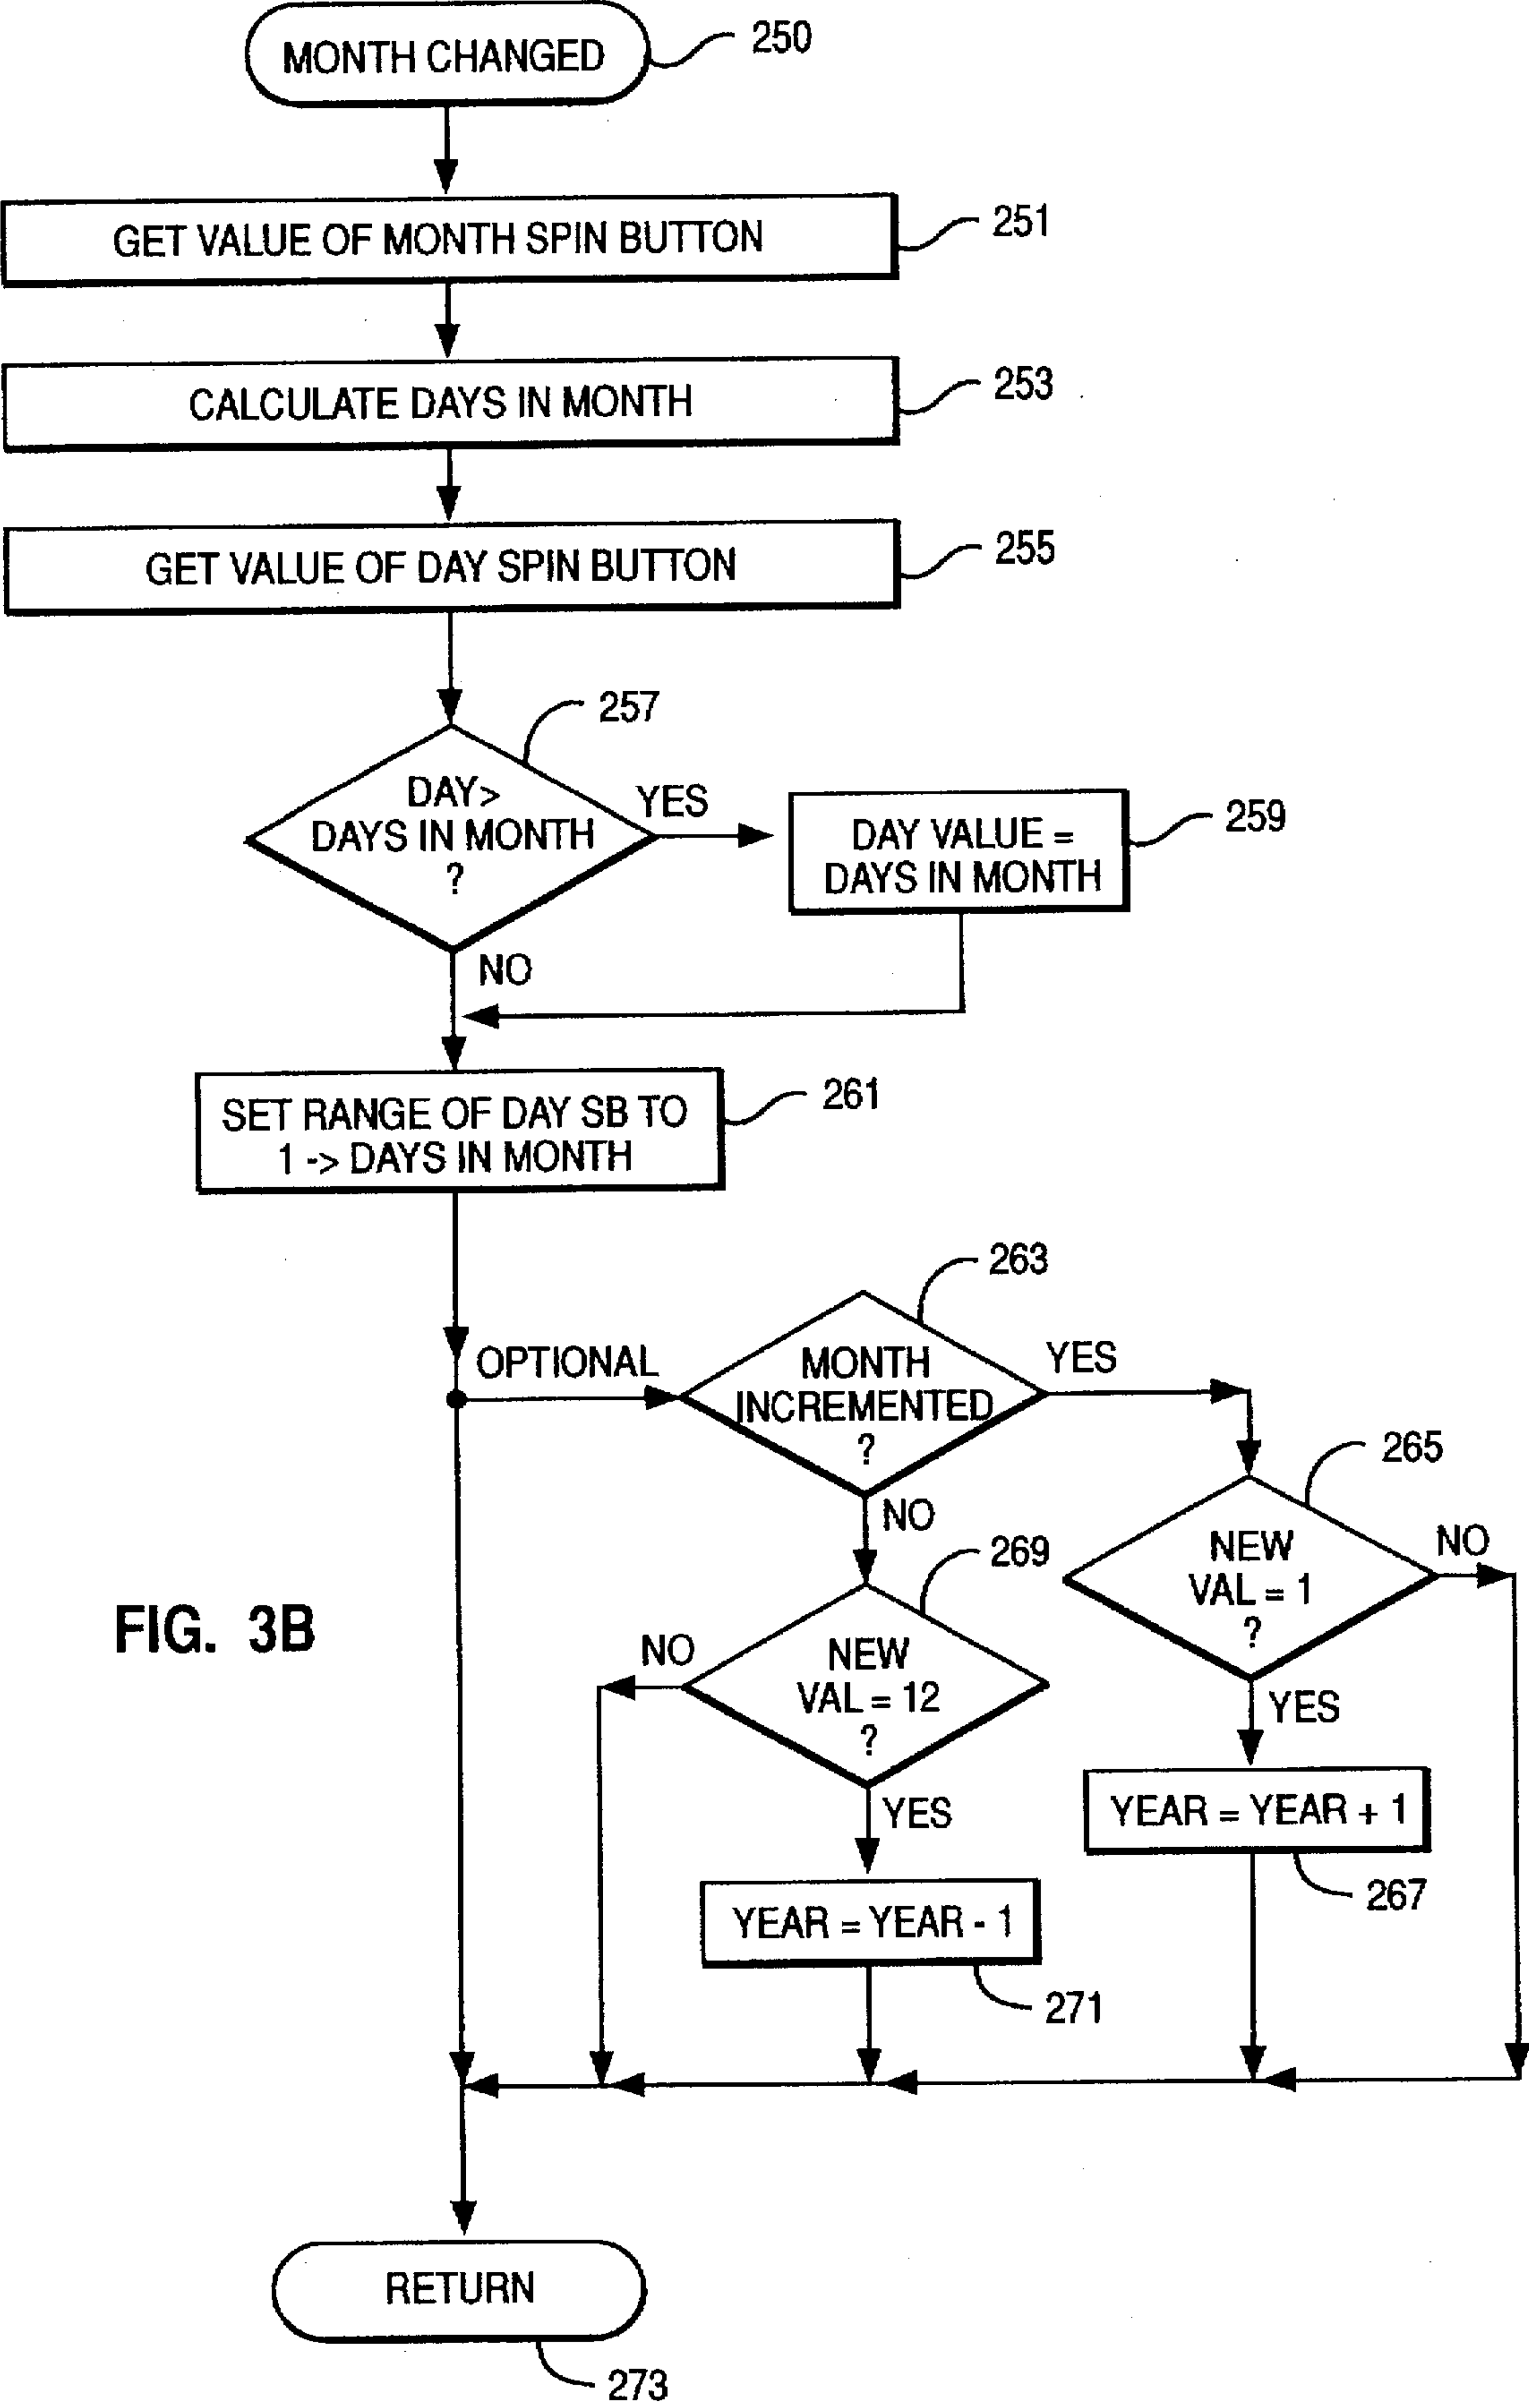 MONTH CHANGED
250
GET VALUE OF MONTH SPIN BUTTON
251
CALCULATE DAYS IN MONTH
253
GET VALUE OF DAY SPIN BUTTON
255
257
DAY>
DAYS IN MONTH
?
YES
DAY VALUE =
DAYS IN MONTH
259
NO
SET RANGE OF DAY SB TO
1 -> DAYS IN MONTH
261
263
OPTIONAL
MONTH
INCREMENTED
?
YES
265
NO
NEW
VAL = 1
?
NO
269
FIG. 3B
NO
NEW
VAL = 12
?
YES
YES
YEAR = YEAR + 1
267
YEAR = YEAR - 1
271
RETURN
273